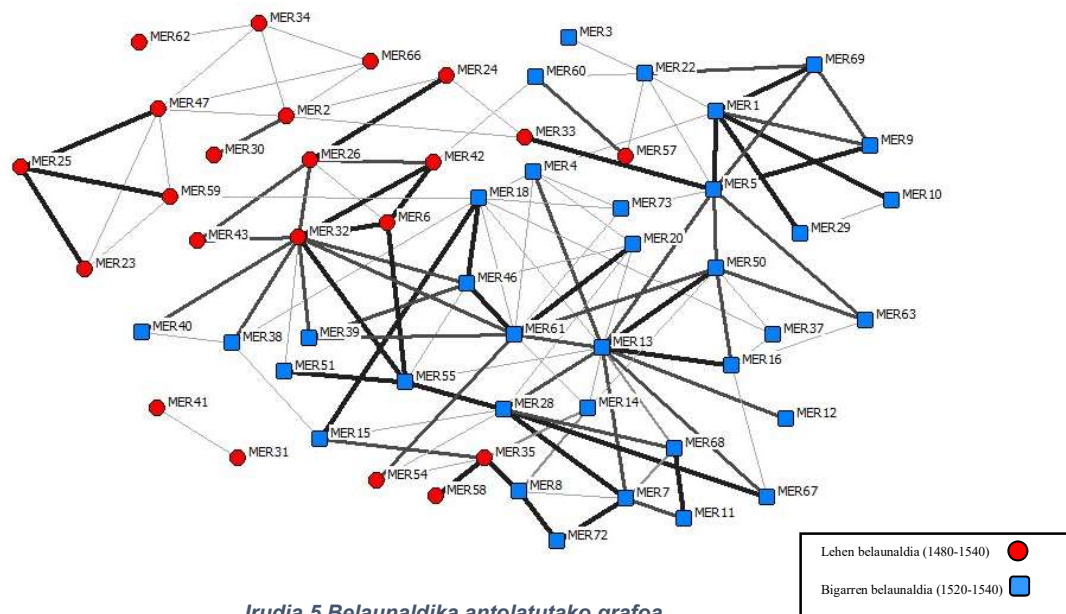 MER34
MER62
MER3
MER66
MER24
MER60
MER22
MER69
MER47
MER2
MER1
MER33
MER9
MER30
MER26
MER42
MER57
MER25
MER4
MER59
MER18
MER5
MER10
MER73
MER6
MER43
MER32
MER29
MER20
MER23
MER50
MER46
MER40
MER38
MER39
MER61
MER13
MER37
MER63
MER16
MER51
MER55
MER41
MER28
MER14
MER12
MER15
MER31
MER35
MER68
MER54
MER58
MER8
MER7
MER67
MER11
MER72
Lehen belaunaldia (1480-1540)
Bigarren belaunaldia (1520-1540)
Irudia 5 Belaunaldika antolatutako grafoa